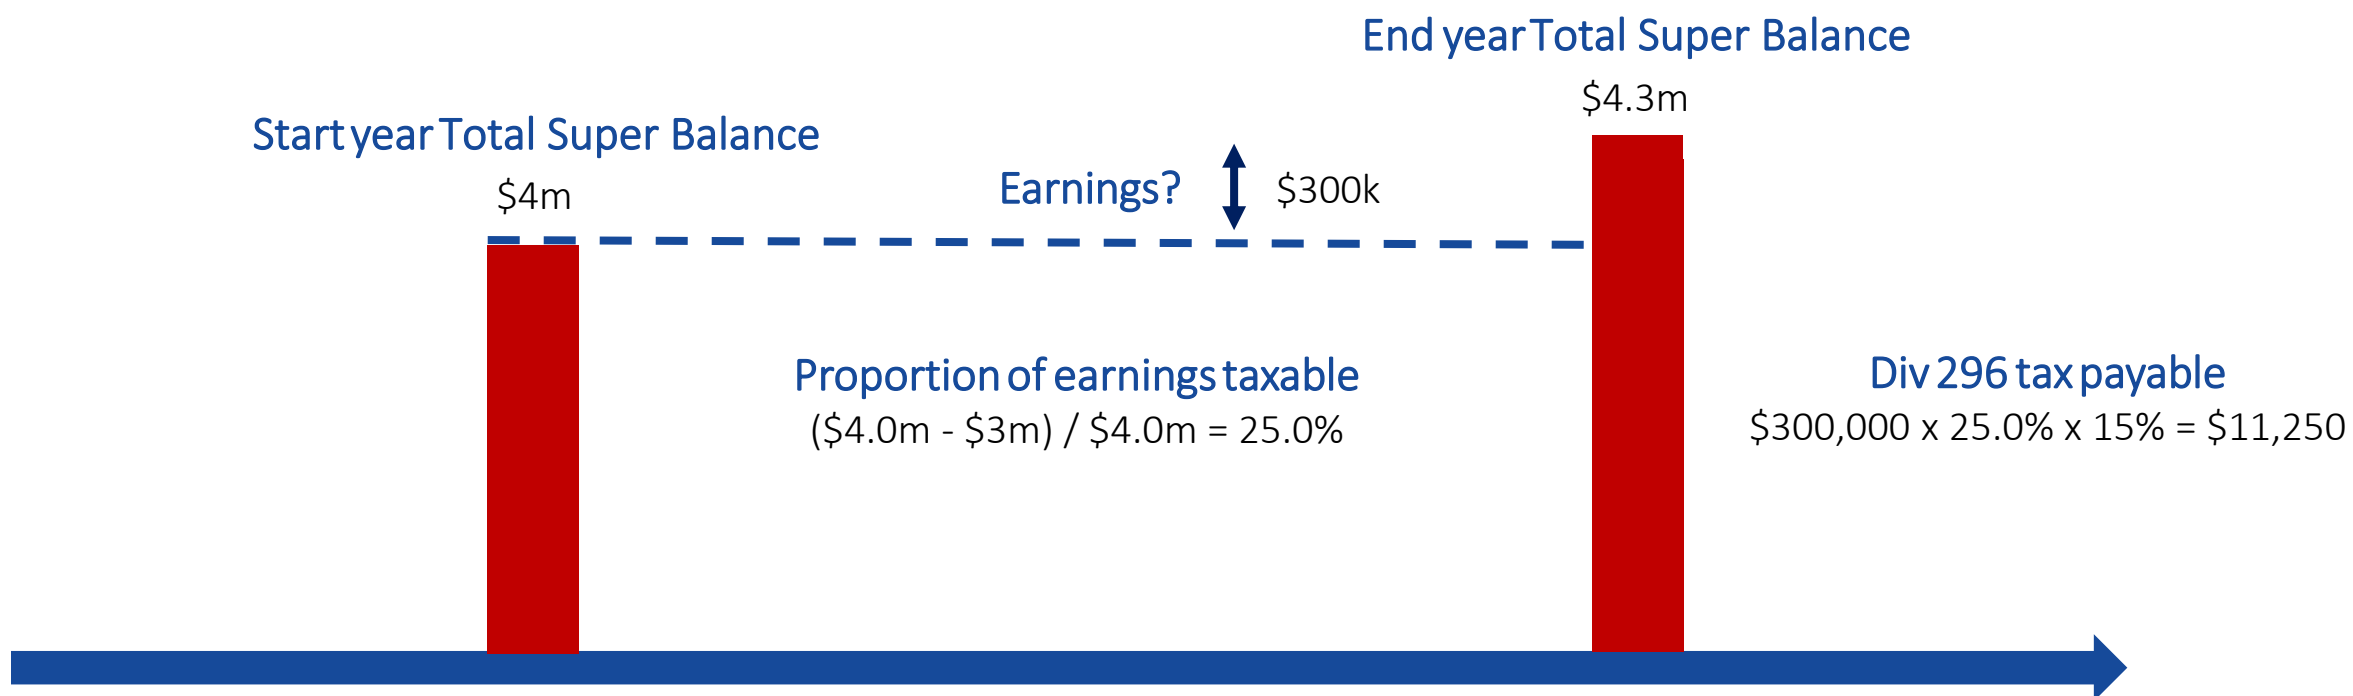 End year Total Super Balance
$4.3m
Start year Total Super Balance
$4m
Earnings?
$300k
Proportion of earnings taxable
($4.0m - $3m) / $4.0m = 25.0%
Div 296 tax payable
$300,000 x 25.0% x 15% = $11,250